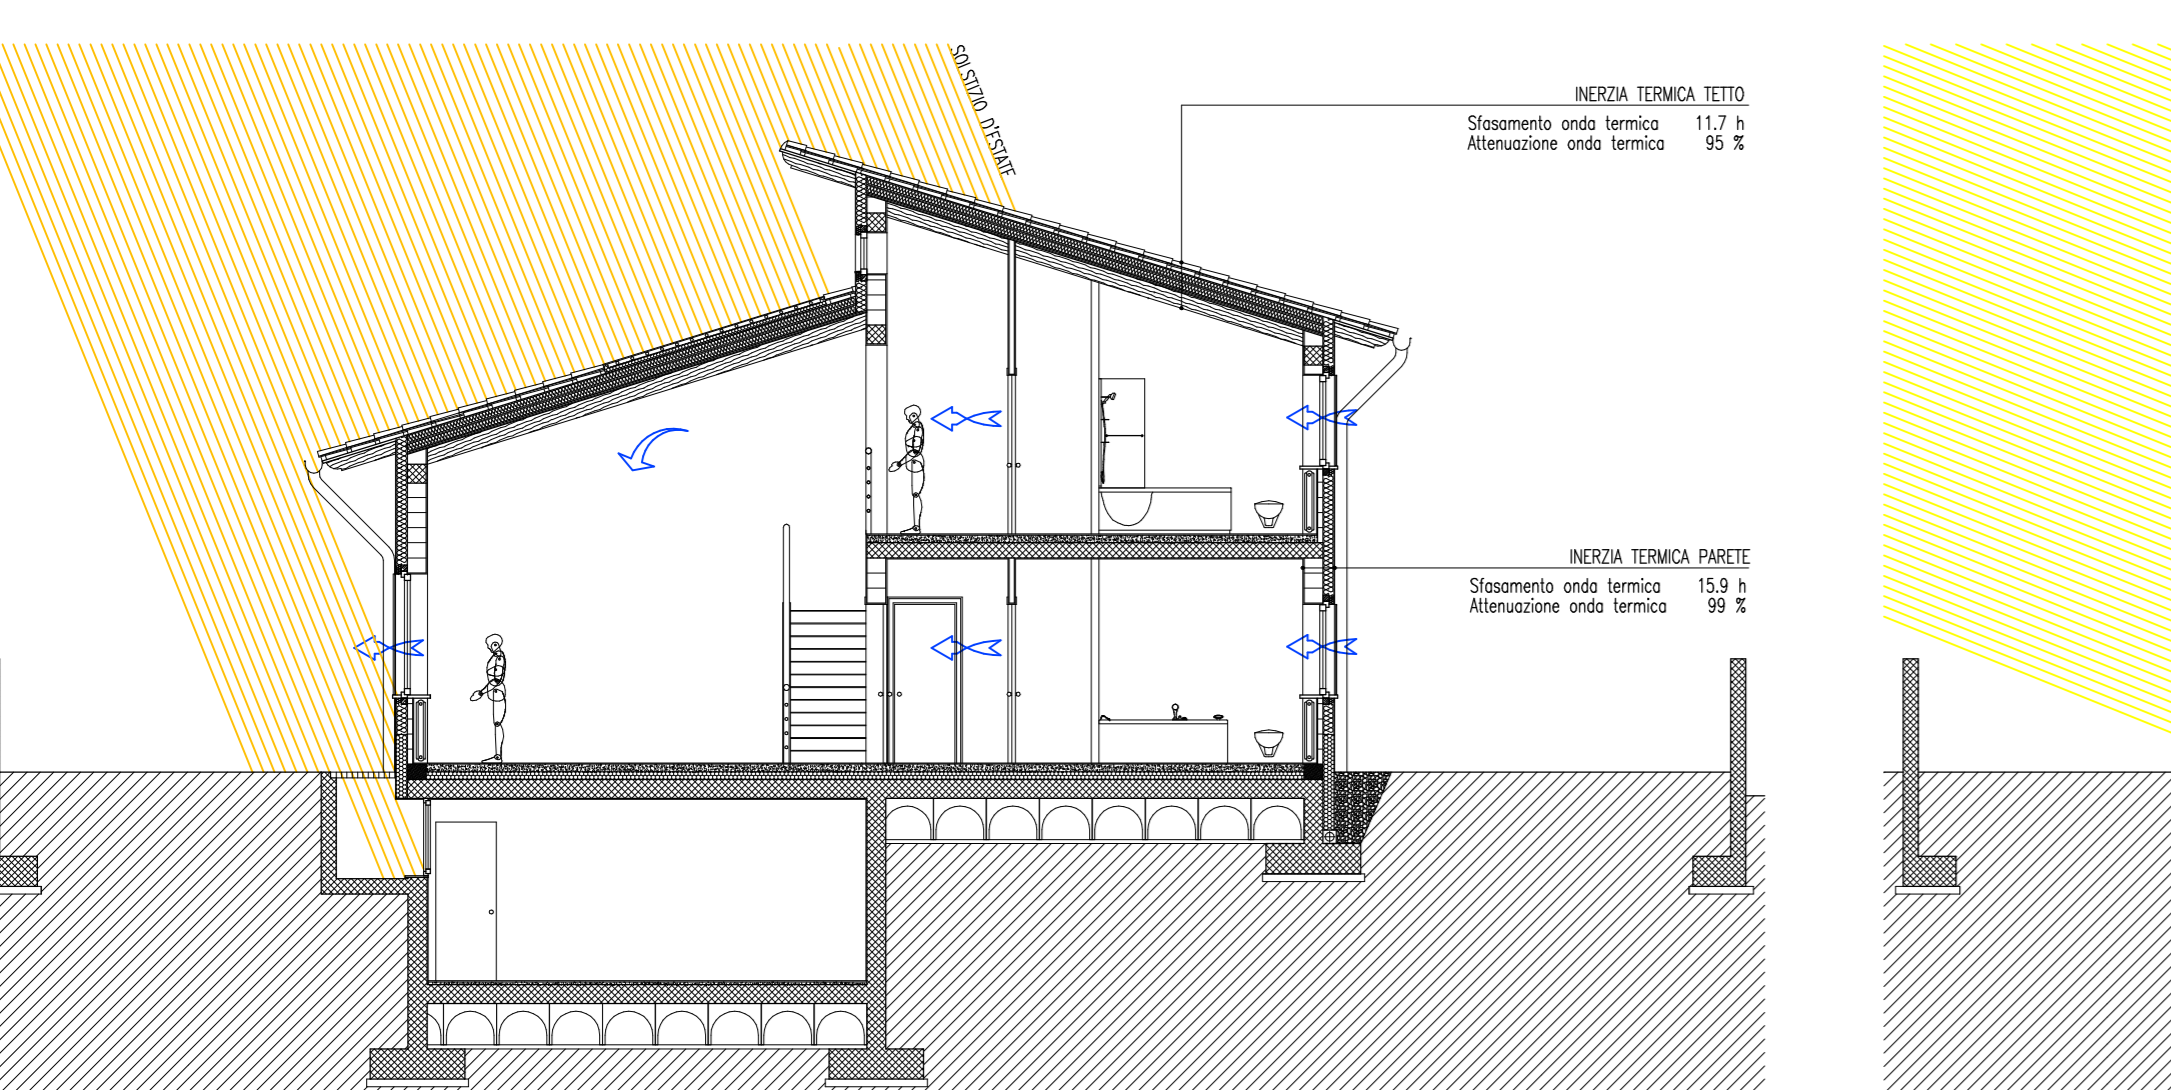 SOLSTIZIO D'ESTATE
INERZIA TERMICA TETTO
Sfasamento onda termica 11.7 h
Attenuazione onda termica 95 %
INERZIA TERMICA PARETE
Sfasamento onda termica 15.9 h
Attenuazione onda termica 99 %